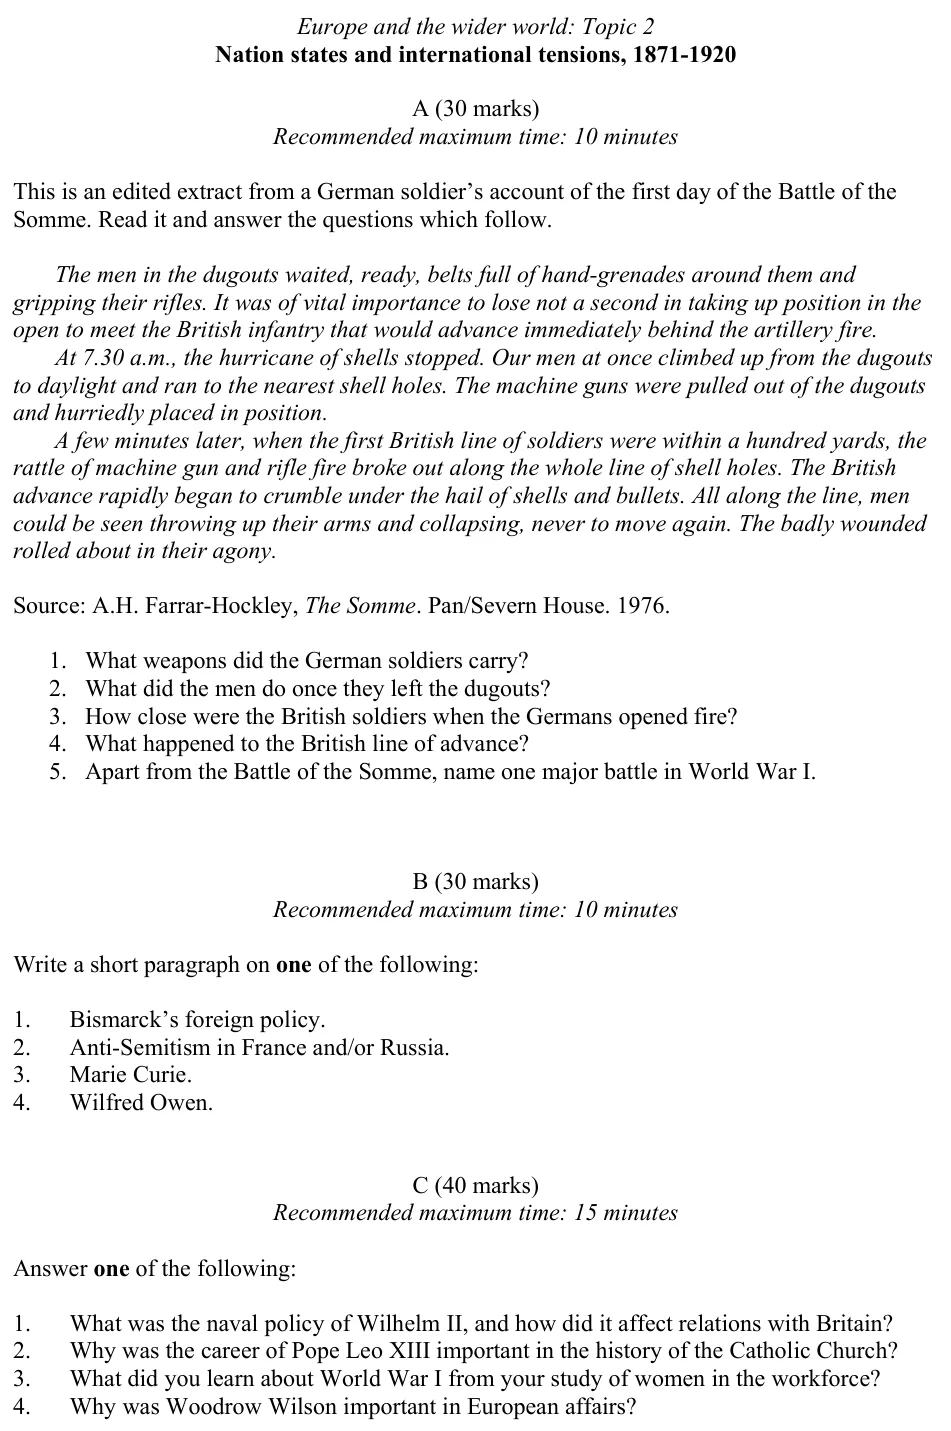 Europe and the wider world: Topic 2
Nation states and international tensions, 1871-1920
A (30 marks)
Recommended maximum time: 10 minutes
This is an edited extract from a German soldier’s account of the first day of the Battle of the
Somme. Read it and answer the questions which follow.
The men in the dugouts waited, ready, belts full of hand-grenades around them and
gripping their rifles. It was of vital importance to lose not a second in taking up position in the
open to meet the British infantry that would advance immediately behind the artillery fire.
At 7.30 a.m., the hurricane of shells stopped. Our men at once climbed up from the dugouts
to daylight and ran to the nearest shell holes. The machine guns were pulled out of the dugouts
and hurriedly placed in position.
A few minutes later, when the first British line of soldiers were within a hundred yards, the
rattle of machine gun and rifle fire broke out along the whole line of shell holes. The British
advance rapidly began to crumble under the hail of shells and bullets. All along the line, men
could be seen throwing up their arms and collapsing, never to move again. The badly wounded
rolled about in their agony.
Source: A.H. Farrar-Hockley, The Somme. Pan/Severn House. 1976.
1. What weapons did the German soldiers carry?
2. What did the men do once they left the dugouts?
3. How close were the British soldiers when the Germans opened fire?
4. What happened to the British line of advance?
5. Apart from the Battle of the Somme, name one major battle in World War I.
B (30 marks)
Recommended maximum time: 10 minutes
Write a short paragraph on one of the following:
1. Bismarck’s foreign policy.
2. Anti-Semitism in France and/or Russia.
3. Marie Curie.
4. Wilfred Owen.
C (40 marks)
Recommended maximum time: 15 minutes
Answer one of the following:
1. What was the naval policy of Wilhelm II, and how did it affect relations with Britain?
2. Why was the career of Pope Leo XIII important in the history of the Catholic Church?
3. What did you learn about World War I from your study of women in the workforce?
4. Why was Woodrow Wilson important in European affairs?